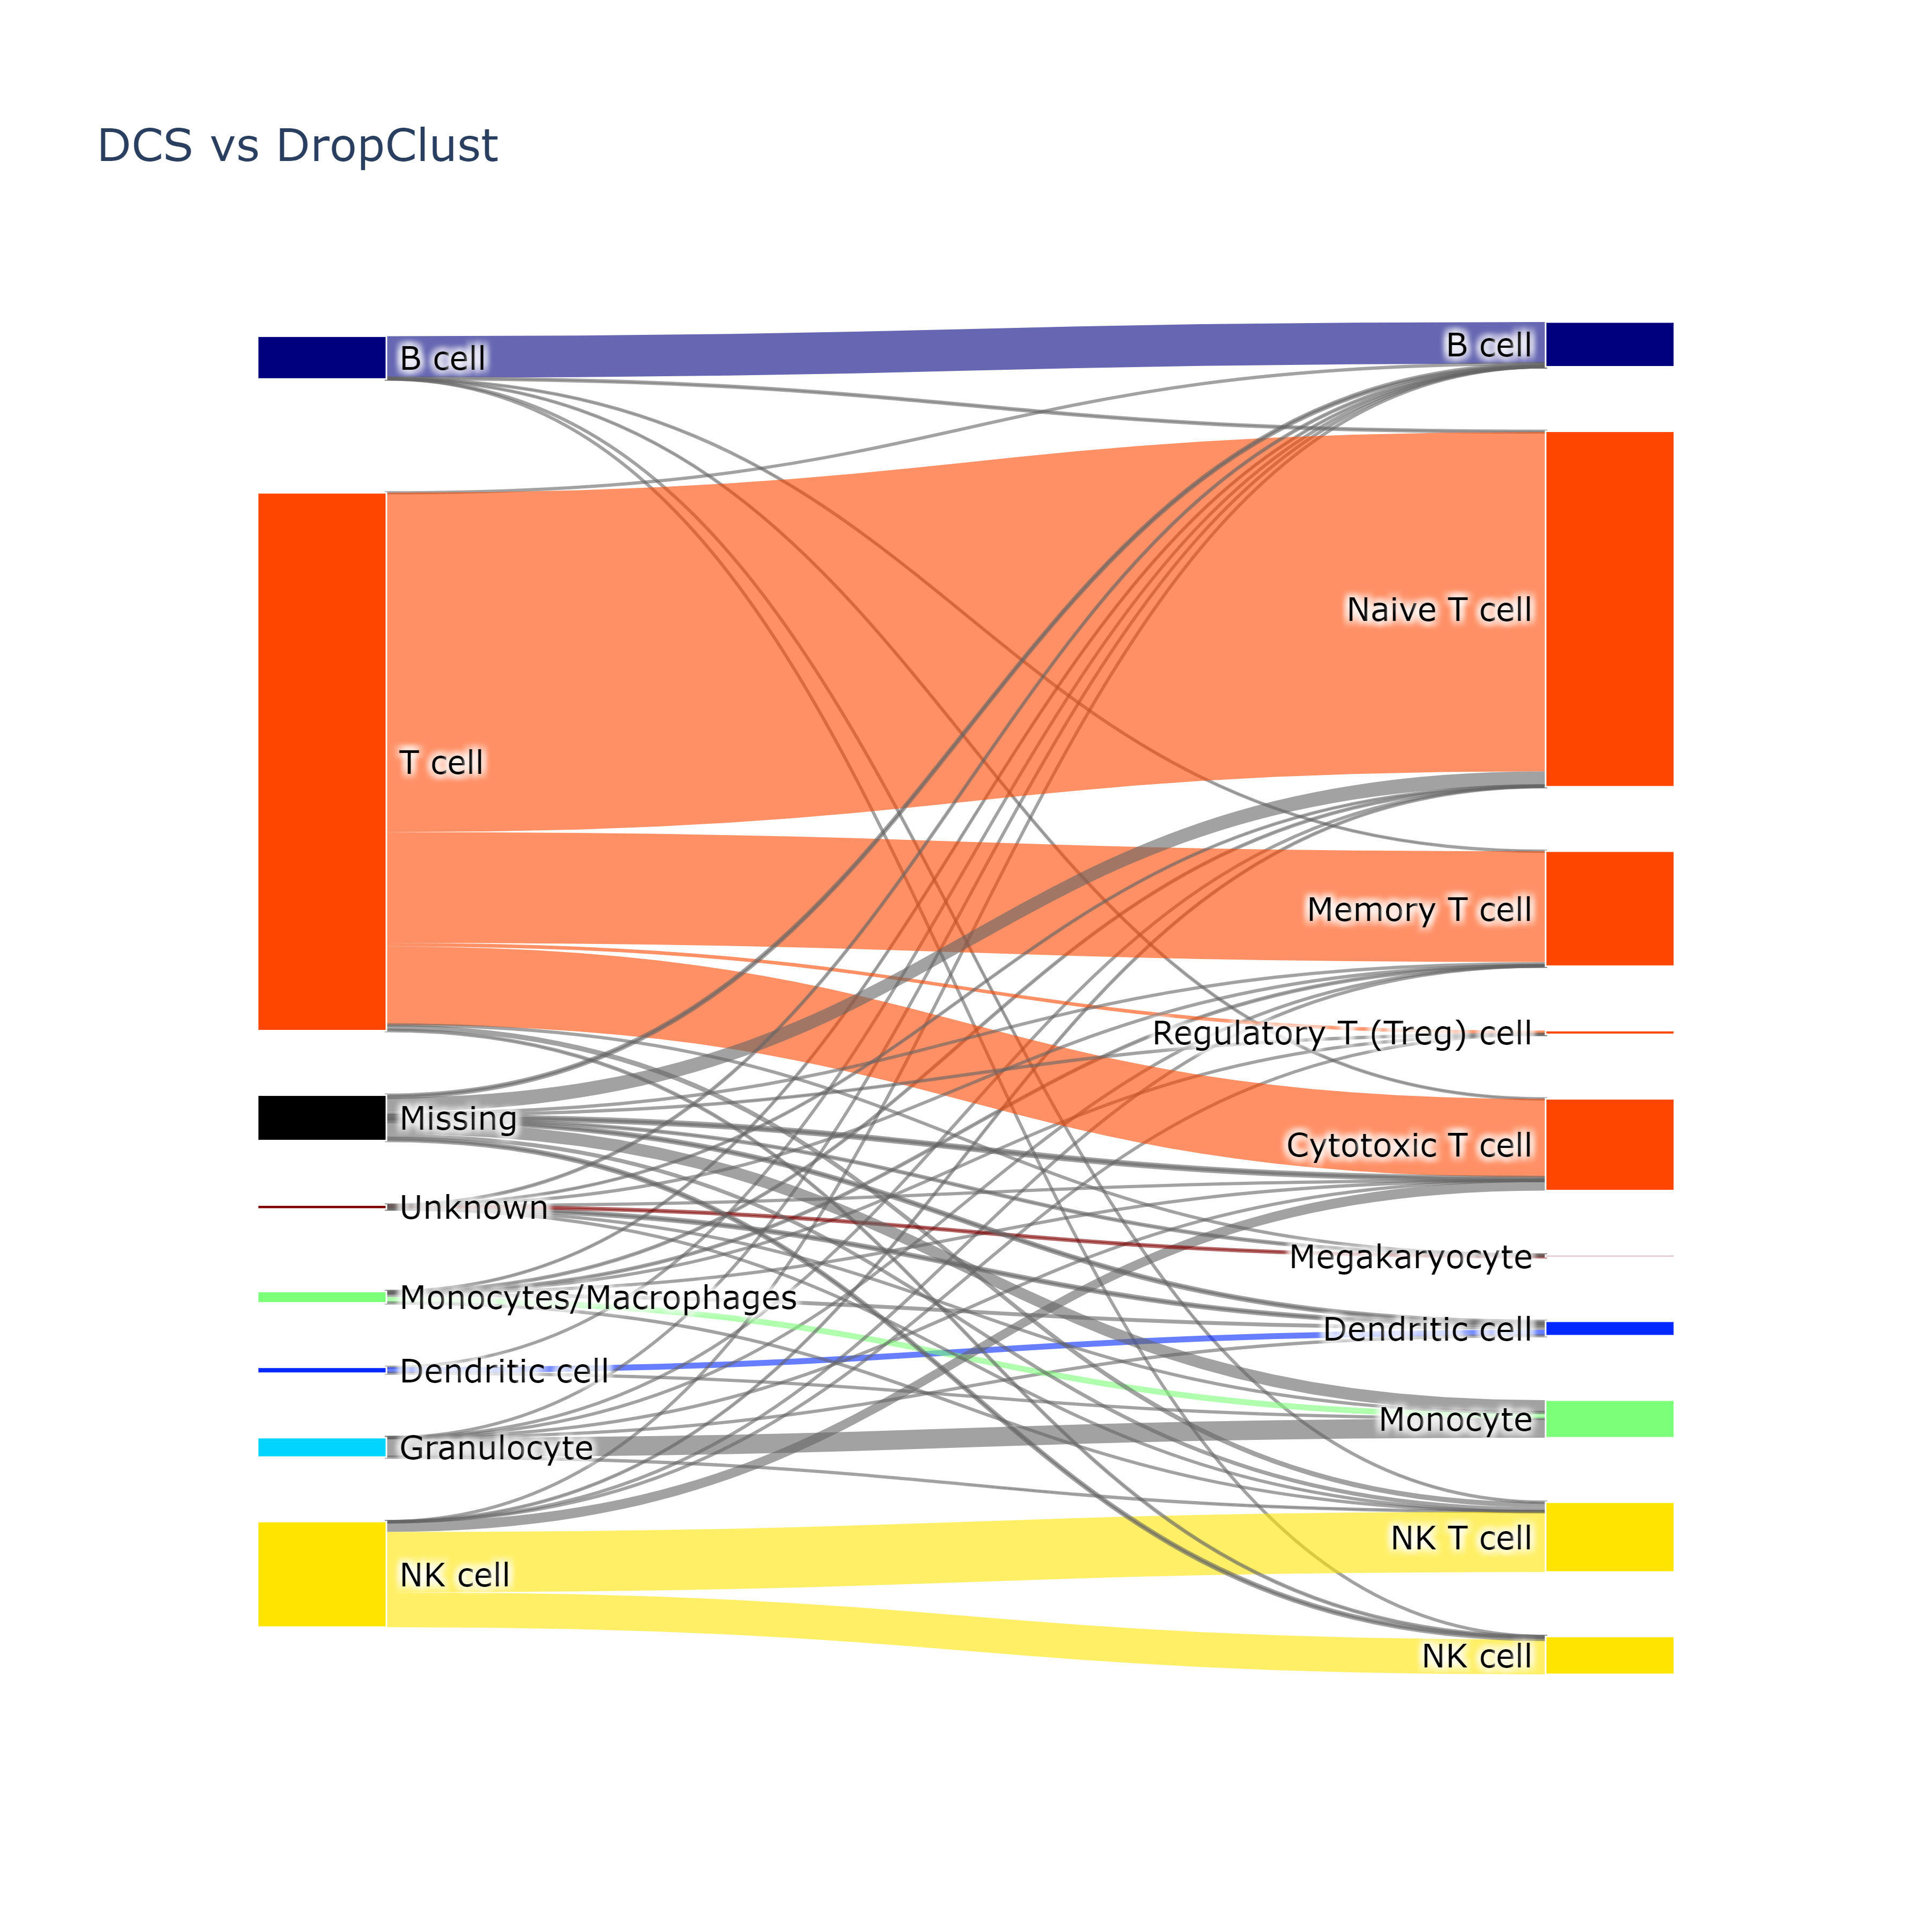 DCS vs DropClust
B cell
T cell
Missing
Unknown
Monocytes/Macrophages
Dendritic cell
Granulocyte
NK cell
B cell
Naive T cell
Memory T cell
Regulatory T (Treg) cell
Cytotoxic T cell
Megakaryocyte
Dendritic cell
Monocyte
NK T cell
NK cell